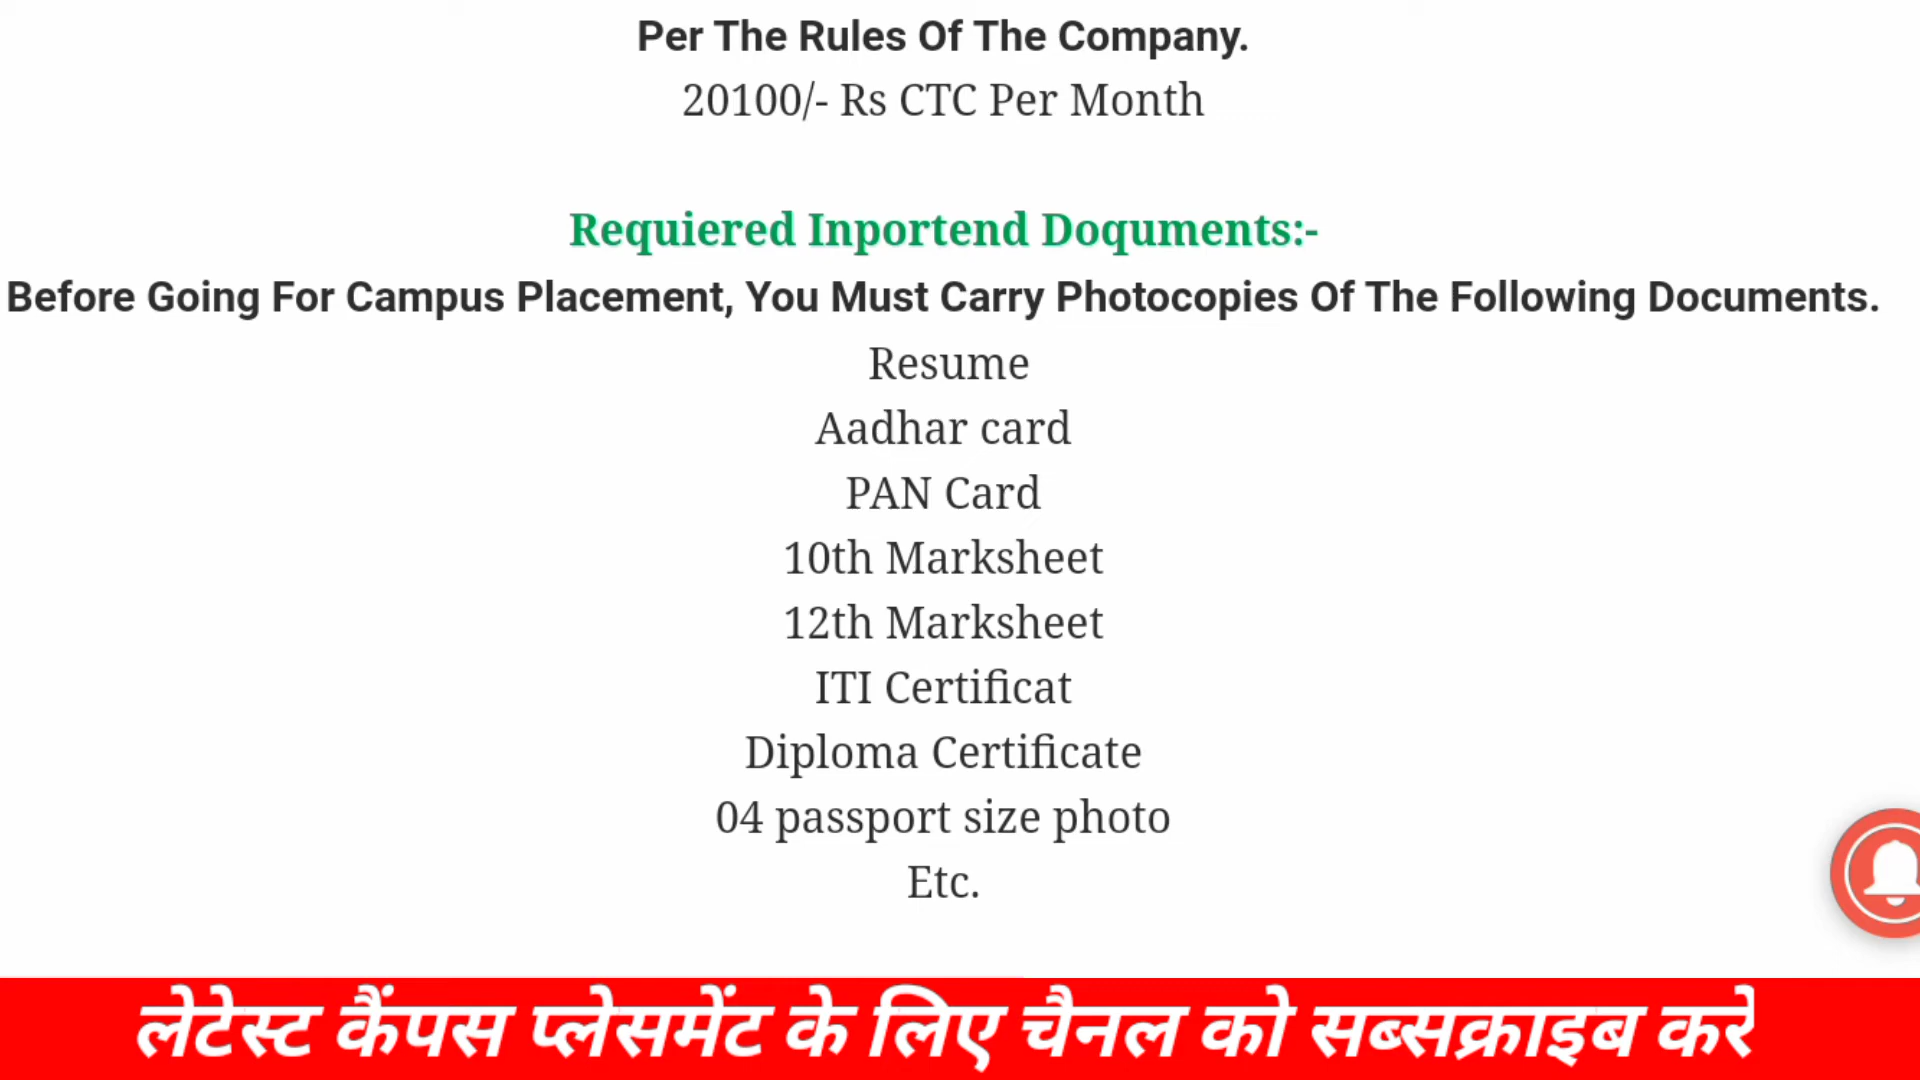 Per The Rules Of The Company.
20100/- Rs CTC Per Month
Requiered Inportend Doquments:-
Before Going For Campus Placement, You Must Carry Photocopies Of The Following Documents.
Resume
Aadhar card
PAN Card
10th Marksheet
12th Marksheet
ITI Certificat
Diploma Certificate
04 passport size photo
Etc.
लेटेस्ट कैंपस प्लेसमेंट के लिए चैनल को सब्सक्राइब करे